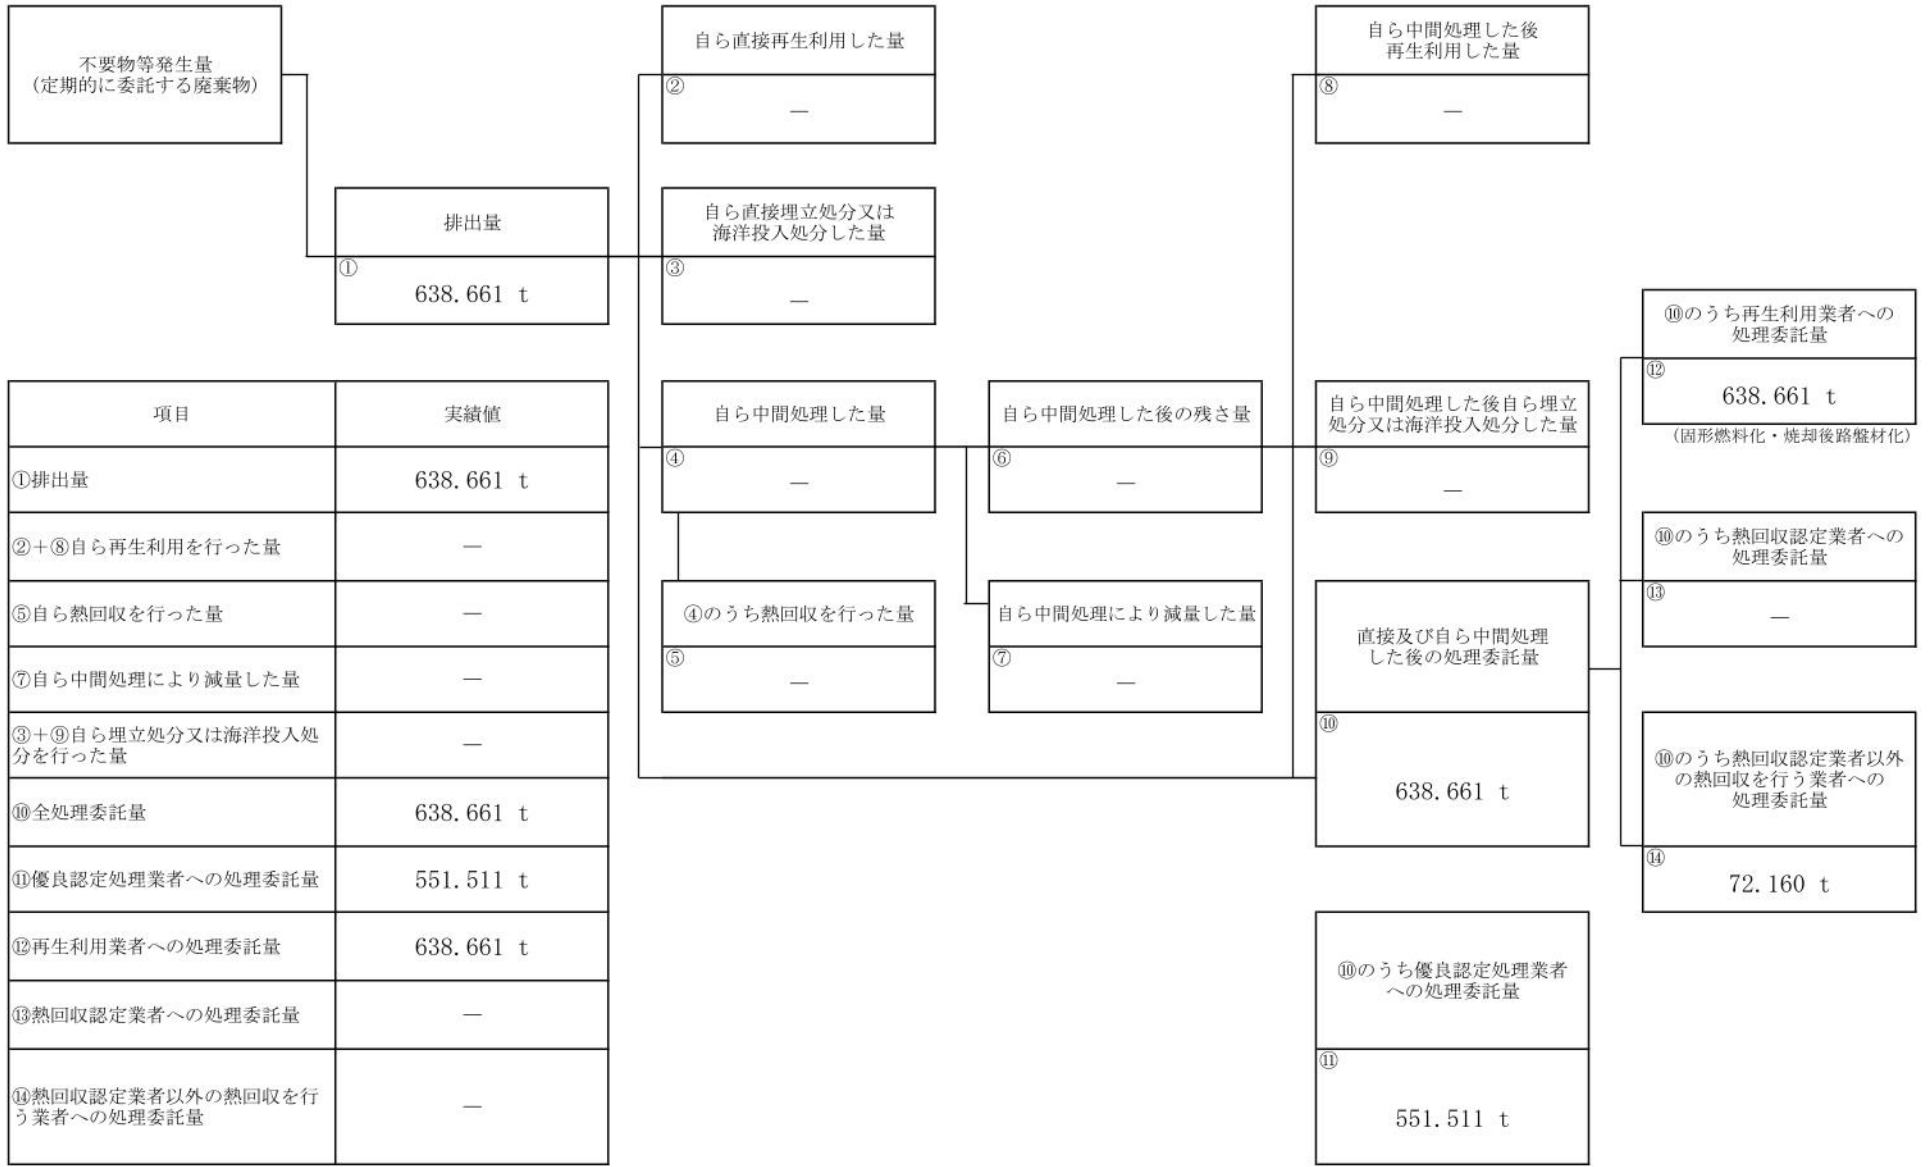 不要物等発生量
(定期的に委託する廃棄物)
排出量
①
638.661 t
自ら直接再生利用した量
②
―
自ら直接埋立処分又は
海洋投入処分した量
③
―
自ら中間処理した後
再生利用した量
⑧
―
自ら中間処理した量
④
―
自ら中間処理した後の残さ量
⑥
―
自ら中間処理した後自ら埋立
処分又は海洋投入処分した量
⑨
―
④のうち熱回収を行った量
⑤
―
自ら中間処理により減量した量
⑦
―
直接及び自ら中間処理
した後の処理委託量
⑩
638.661 t
⑩のうち優良認定処理業者
への処理委託量
⑪
551.511 t
⑩のうち再生利用業者への
処理委託量
⑫
638.661 t
(固形燃料化・焼却後路盤材化)
⑩のうち熱回収認定業者への
処理委託量
⑬
―
⑩のうち熱回収認定業者以外
の熱回収を行う業者への
処理委託量
⑭
72.160 t
項目 実績値
①排出量 638.661 t
②＋⑧自ら再生利用を行った量 ―
⑤自ら熱回収を行った量 ―
⑦自ら中間処理により減量した量 ―
③＋⑨自ら埋立処分又は海洋投入処
分を行った量 ―
⑩全処理委託量 638.661 t
⑪優良認定処理業者への処理委託量 551.511 t
⑫再生利用業者への処理委託量 638.661 t
⑬熱回収認定業者への処理委託量 ―
⑭熱回収認定業者以外の熱回収を行
う業者への処理委託量 ―